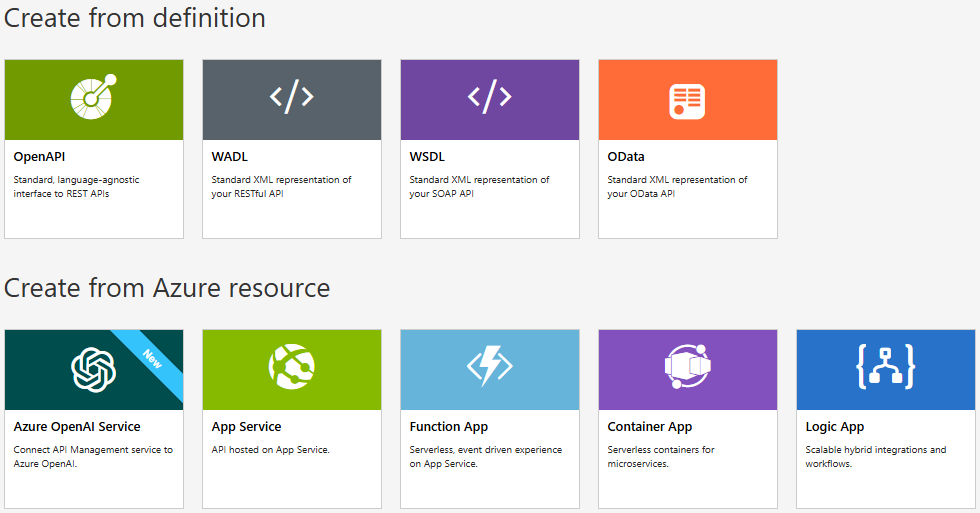 Create from definition
OpenAPI
Standard, language-agnostic
interface to REST APIs
WADL
Standard XML representation of
your RESTful API
WSDL
Standard XML representation of
your SOAP API
OData
Standard XML representation of
your OData API
Create from Azure resource
New
Azure OpenAI Service
Connect API Management service to
Azure OpenAI.
App Service
API hosted on App Service.
Function App
Serverless, event driven experience
on App Service.
Container App
Serverless containers for
microservices.
Logic App
Scalable hybrid integrations and
workflows.